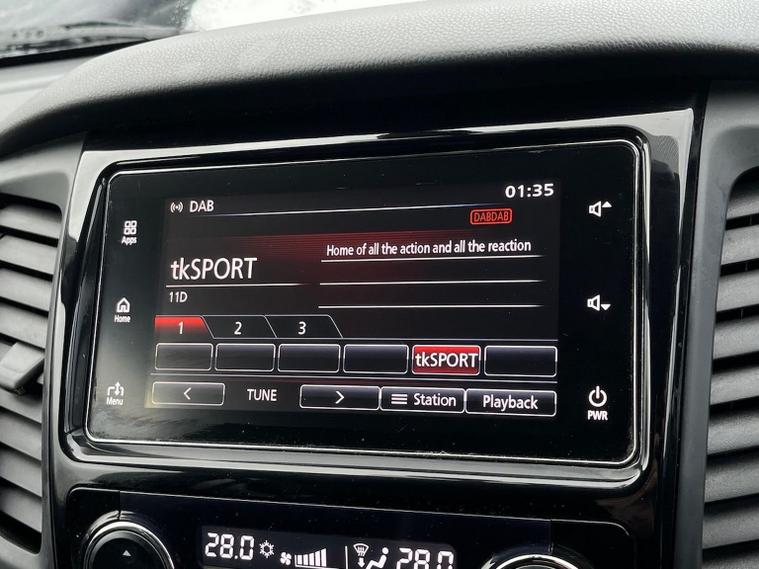 DAB
01:35
DABDAB
Apps
tkSPORT
Home of all the action and all the reaction
11D
Home
1 2 3
tkSPORT
Menu
< TUNE > Station Playback
PWR
28.0 28.0